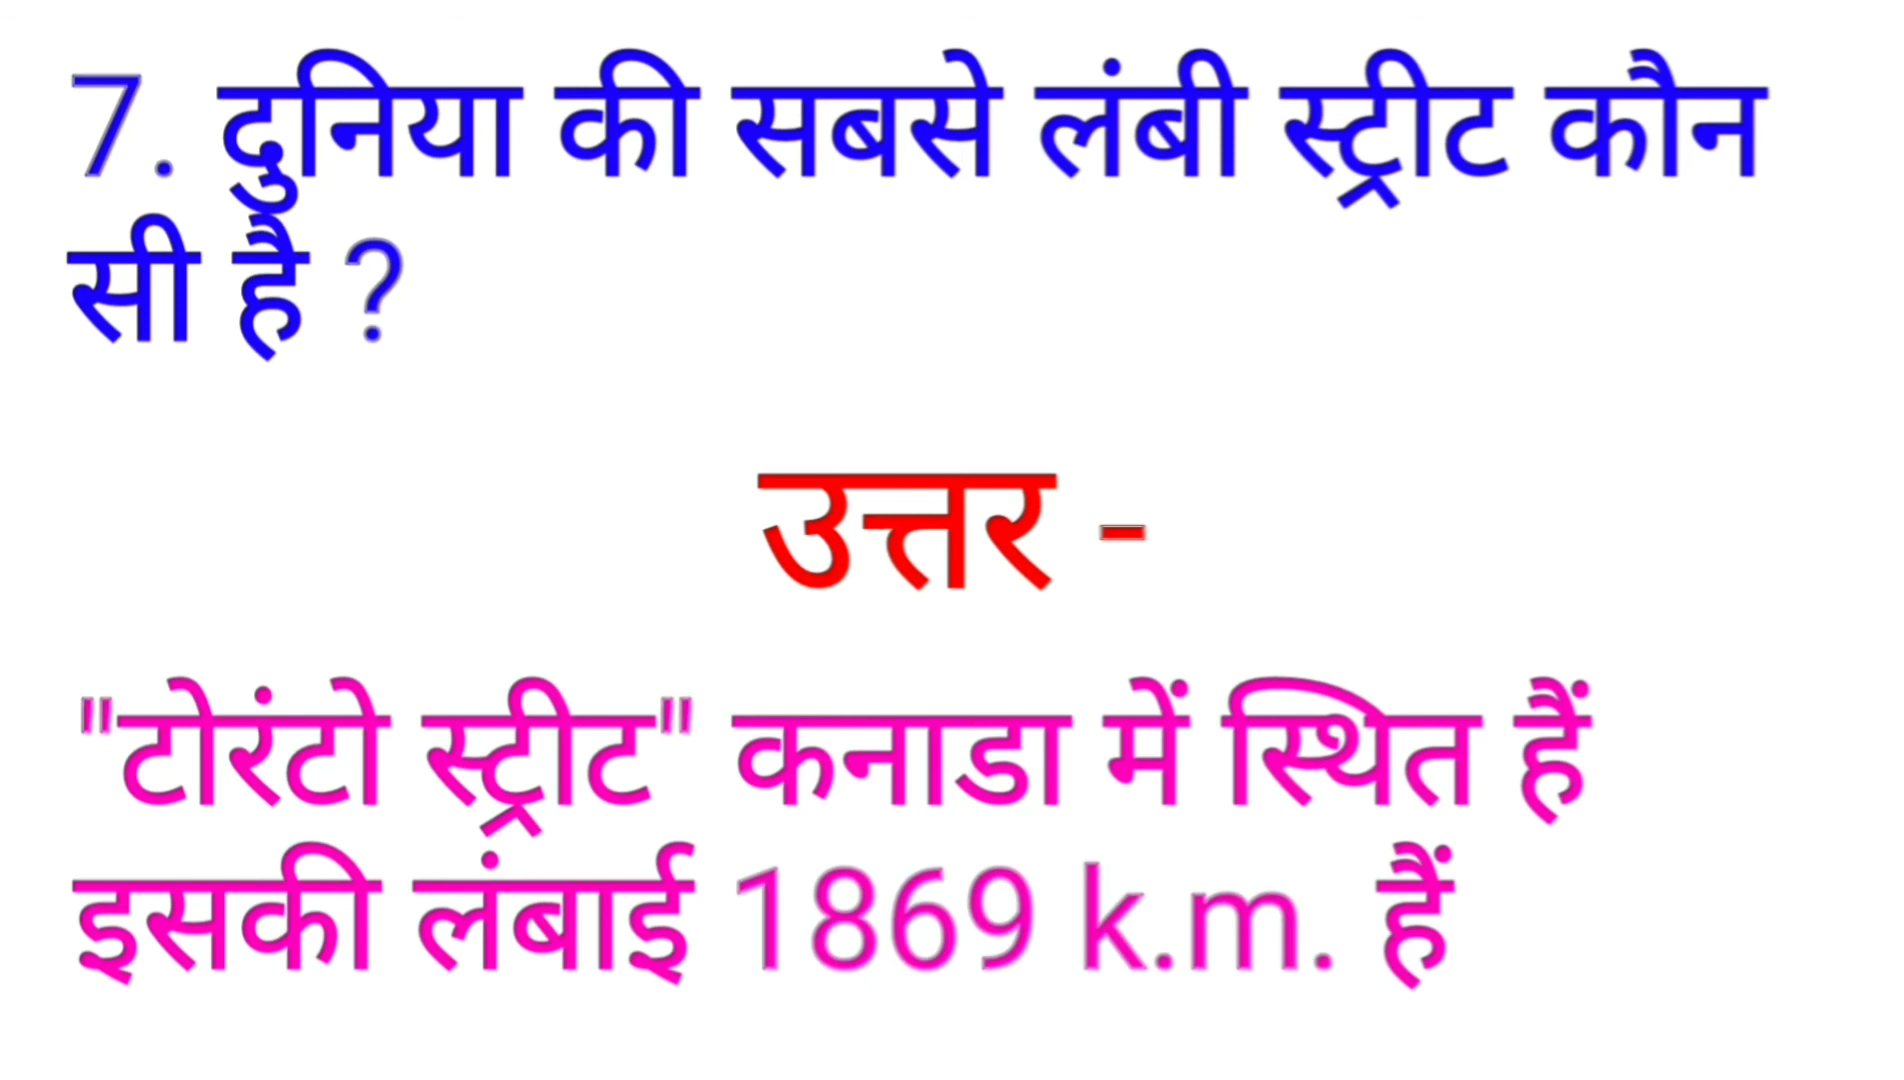 7. दुनिया की सबसे लंबी स्ट्रीट कौन
सी है ?
उत्तर -
"टोरंटो स्ट्रीट" कनाडा में स्थित हैं
इसकी लंबाई 1869 k.m. हैं